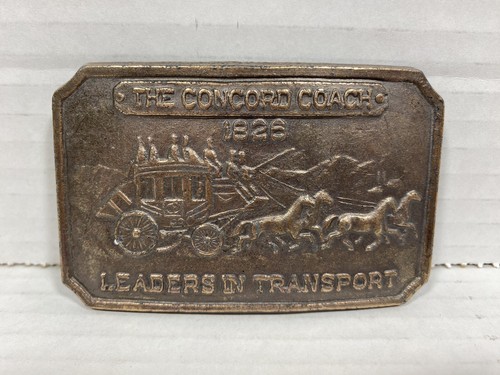 THE CONCORD COACH
1826
LEADERS IN TRANSPORT